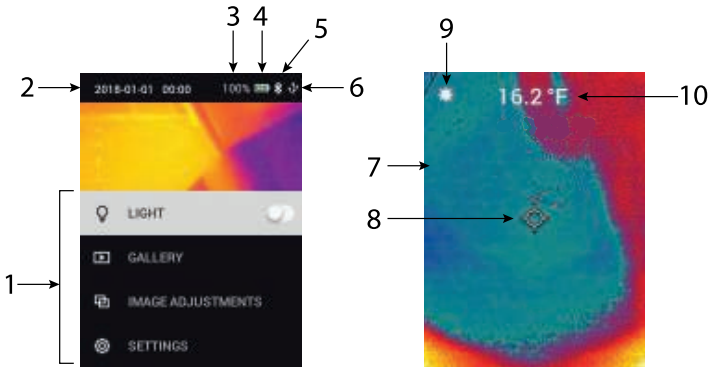 3 4 5
9
2 2018-01-01 00:00 100% 6
16.2 °F 10
7
LIGHT
8
GALLERY
1
IMAGE ADJUSTMENTS
SETTINGS